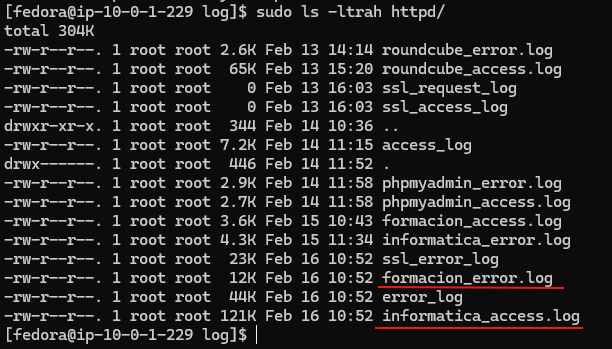 [fedora@ip-10-0-1-229 log]$ sudo ls -ltrah httpd/
total 304K
-rw-r--r--. 1 root root 2.6K Feb 13 14:14 roundcube_error.log
-rw-r--r--. 1 root root  65K Feb 13 15:20 roundcube_access.log
-rw-r--r--. 1 root root    0 Feb 13 16:03 ssl_request_log
-rw-r--r--. 1 root root    0 Feb 13 16:03 ssl_access_log
drwxr-xr-x. 1 root root  344 Feb 14 10:36 ..
-rw-r--r--. 1 root root 7.2K Feb 14 11:15 access_log
drwx------. 1 root root  446 Feb 14 11:52 .
-rw-r--r--. 1 root root 2.9K Feb 14 11:58 phpmyadmin_error.log
-rw-r--r--. 1 root root 2.7K Feb 14 11:58 phpmyadmin_access.log
-rw-r--r--. 1 root root 3.6K Feb 15 10:43 formacion_access.log
-rw-r--r--. 1 root root 4.3K Feb 15 11:34 informatica_error.log
-rw-r--r--. 1 root root  23K Feb 16 10:52 ssl_error_log
-rw-r--r--. 1 root root  12K Feb 16 10:52 formacion_error.log
-rw-r--r--. 1 root root  44K Feb 16 10:52 error_log
-rw-r--r--. 1 root root 121K Feb 16 10:52 informatica_access.log
[fedora@ip-10-0-1-229 log]$